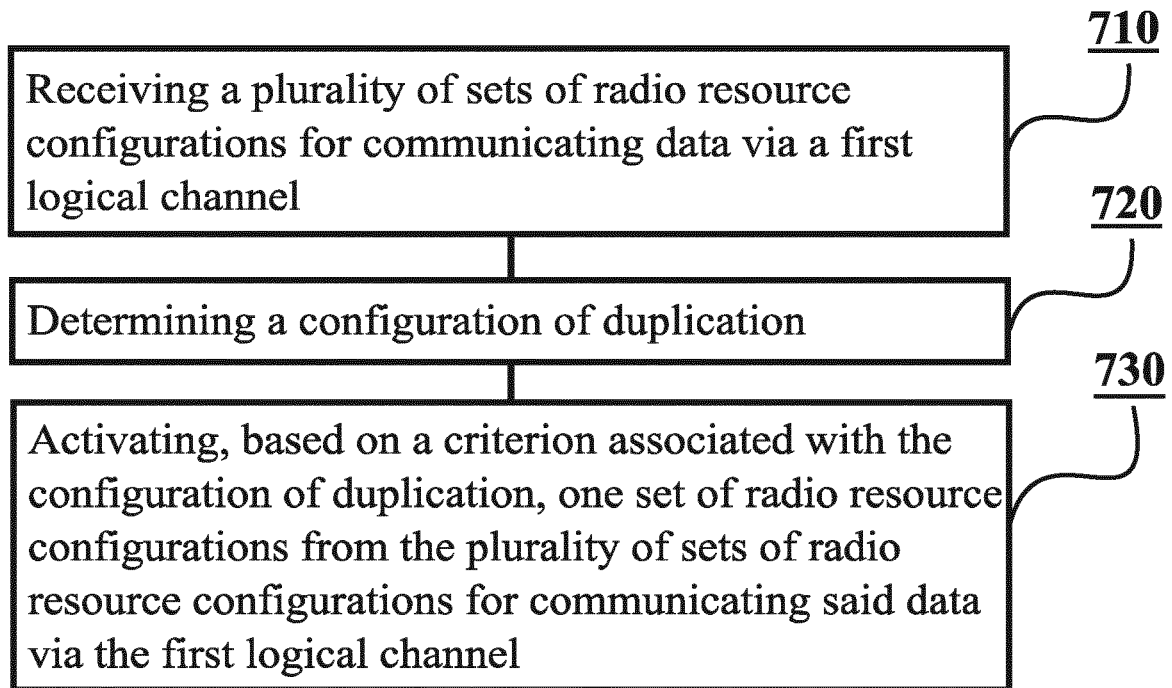 710
Receiving a plurality of sets of radio resource
configurations for communicating data via a first
logical channel
720
Determining a configuration of duplication
730
Activating, based on a criterion associated with the
configuration of duplication, one set of radio resource
configurations from the plurality of sets of radio
resource configurations for communicating said data
via the first logical channel